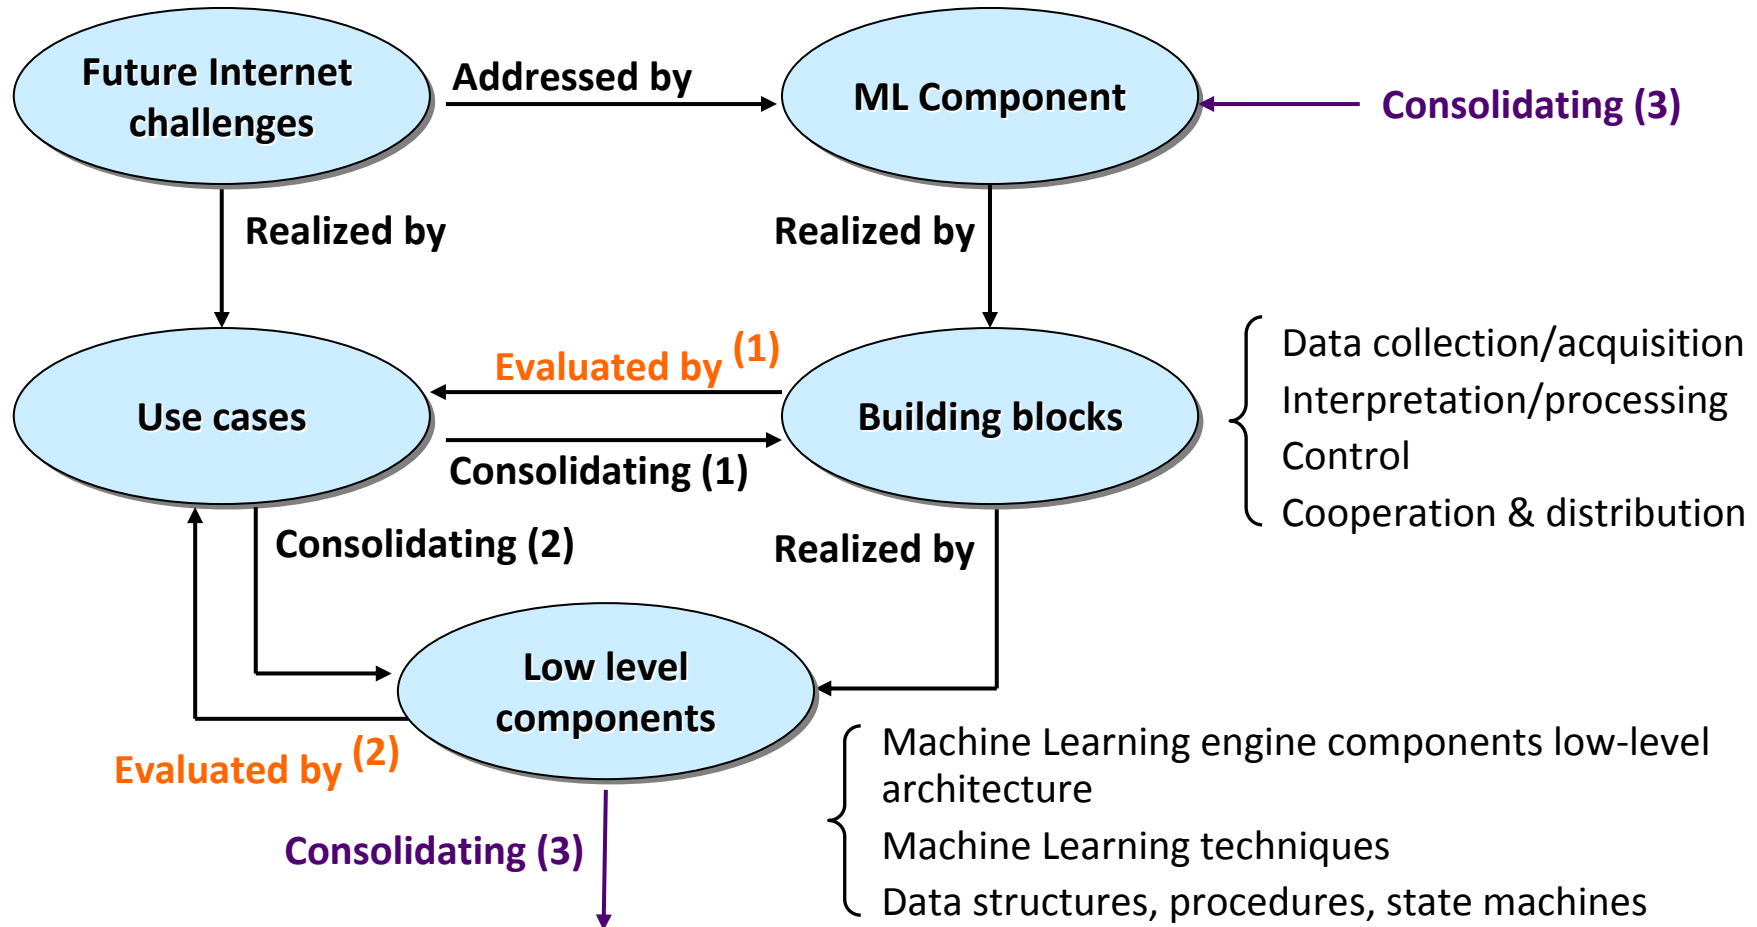 Future Internet
challenges
Addressed by
ML Component
Consolidating (3)
Realized by
Realized by
Use cases
Evaluated by (1)
Consolidating (1)
Building blocks
Data collection/acquisition
Interpretation/processing
Control
Cooperation & distribution
Consolidating (2)
Realized by
Low level
components
Evaluated by (2)
Consolidating (3)
Machine Learning engine components low-level
architecture
Machine Learning techniques
Data structures, procedures, state machines